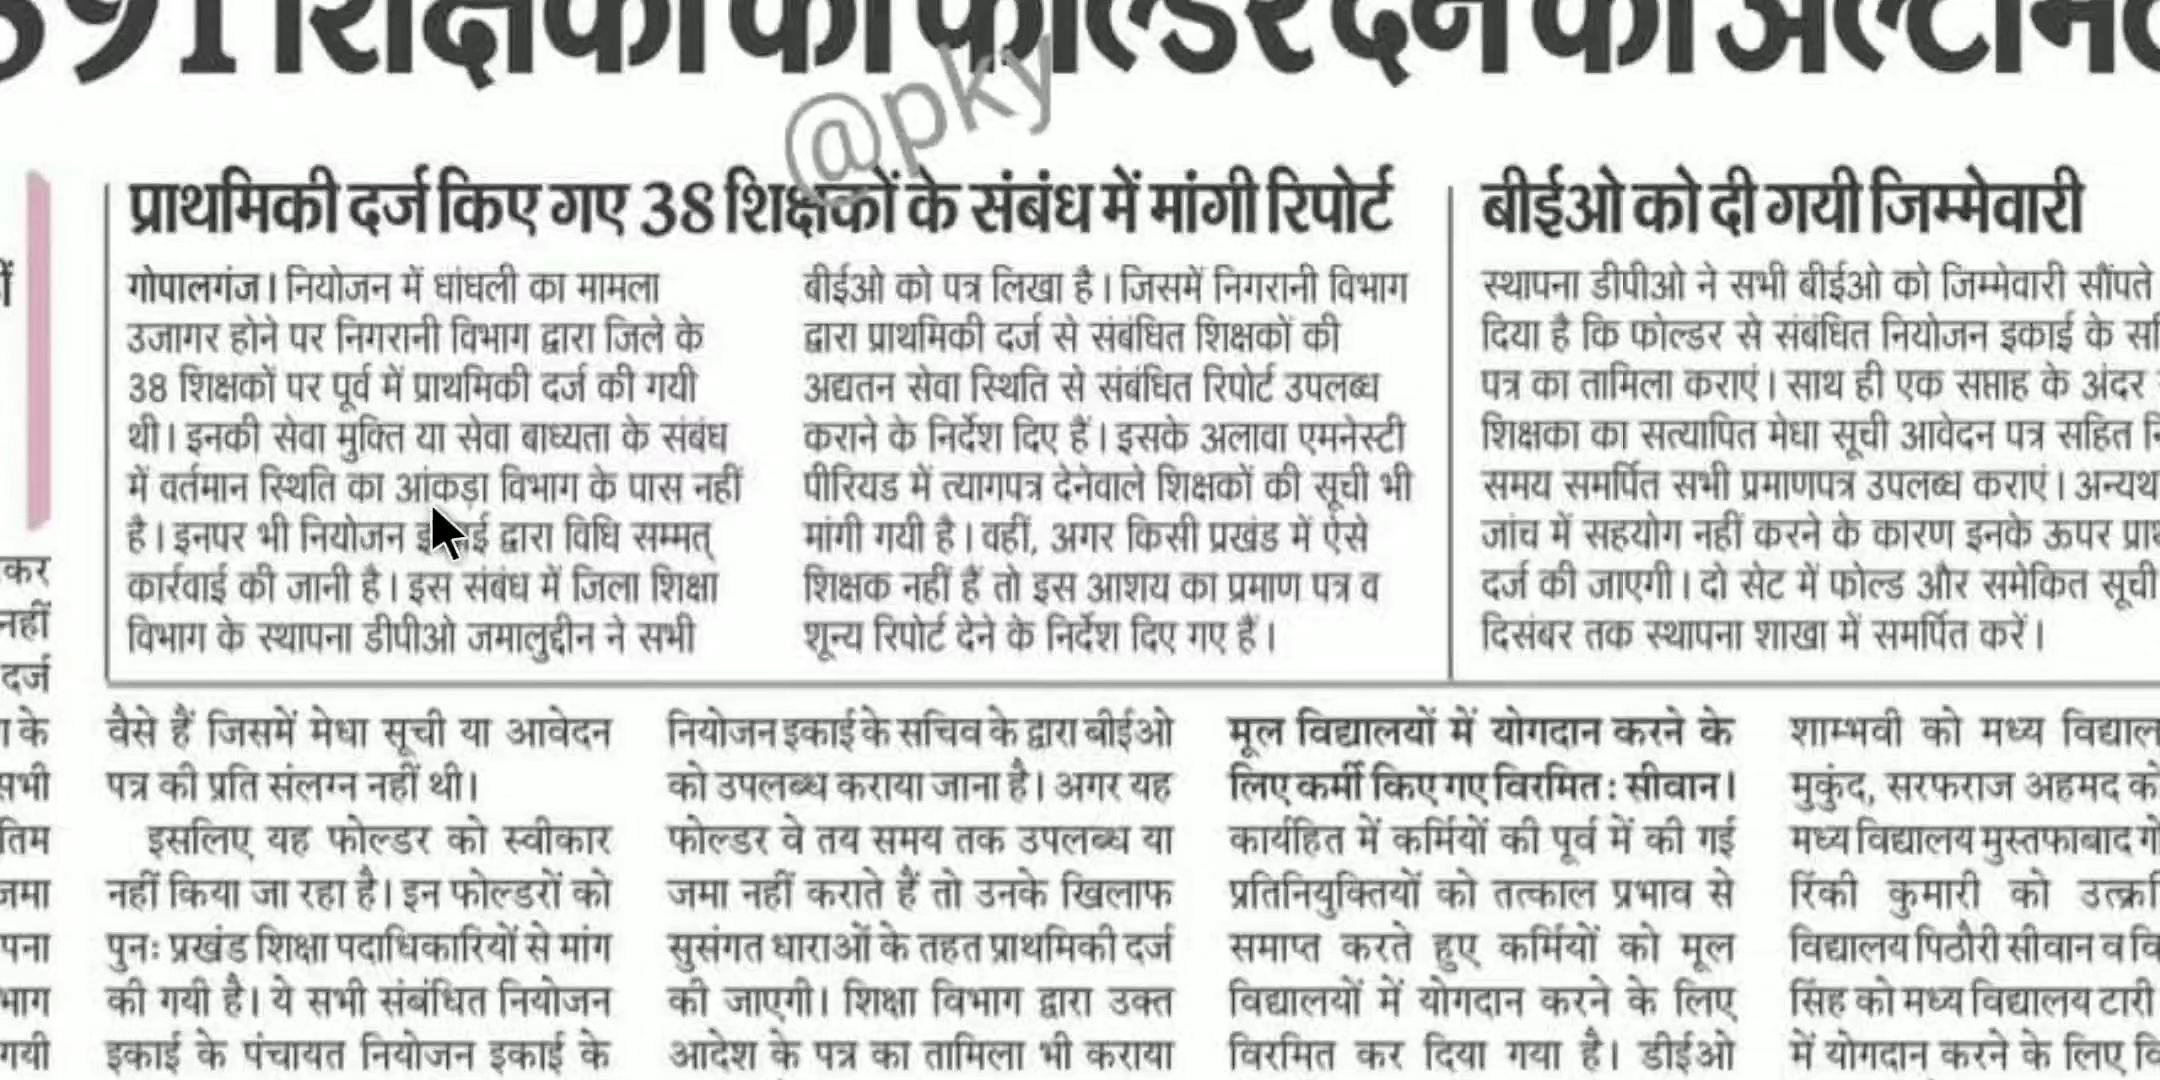 391 शिक्षकों को फोल्डर देने का
@pky
प्राथमिकी दर्ज किए गए 38 शिक्षकों के संबंध में मांगी रिपोर्ट
गोपालगंज। नियोजन में धांधली का मामला
उजागर होने पर निगरानी विभाग द्वारा जिले के
38 शिक्षकों पर पूर्व में प्राथमिकी दर्ज की गयी
थी। इनकी सेवा मुक्ति या सेवा बाध्यता के संबंध
में वर्तमान स्थिति का आंकड़ा विभाग के पास नहीं
है। इनपर भी नियोजन द्वारा विधि सम्मत्
कार्रवाई की जानी है। इस संबंध में जिला शिक्षा
विभाग के स्थापना डीपीओ जमालुद्दीन ने सभी
बीईओ को पत्र लिखा है। जिसमें निगरानी विभाग
द्वारा प्राथमिकी दर्ज से संबंधित शिक्षकों की
अद्यतन सेवा स्थिति से संबंधित रिपोर्ट उपलब्ध
कराने के निर्देश दिए हैं। इसके अलावा एमनेस्टी
पीरियड में त्यागपत्र देनेवाले शिक्षकों की सूची भी
मांगी गयी है। वहीं, अगर किसी प्रखंड में ऐसे
शिक्षक नहीं हैं तो इस आशय का प्रमाण पत्र व
शून्य रिपोर्ट देने के निर्देश दिए गए हैं।
बीईओ को दी गयी जिम्मेवारी
स्थापना डीपीओ ने सभी बीईओ को जिम्मेवारी सौंपते
दिया है कि फोल्डर से संबंधित नियोजन इकाई के
पत्र का तामिला कराएं। साथ ही एक सप्ताह के अंदर
शिक्षका का सत्यापित मेधा सूची आवेदन पत्र सहित
समय समर्पित सभी प्रमाणपत्र उपलब्ध कराएं।
जांच में सहयोग नहीं करने के कारण इनके ऊपर
दर्ज की जाएगी। दो सेट में फोल्ड और समेकित सूची
दिसंबर तक स्थापना शाखा में समर्पित करें।
कर
नहीं
दर्ज
के
वैसे हैं जिसमें मेधा सूची या आवेदन
पत्र की प्रति संलग्न नहीं थी।
इसलिए यह फोल्डर को स्वीकार
नहीं किया जा रहा है। इन फोल्डरों को
पुनः प्रखंड शिक्षा पदाधिकारियों से मांग
की गयी है। ये सभी संबंधित नियोजन
इकाई के पंचायत नियोजन इकाई के
नियोजन इकाई के सचिव के द्वारा बीईओ
को उपलब्ध कराया जाना है। अगर यह
फोल्डर वे तय समय तक उपलब्ध या
जमा नहीं कराते हैं तो उनके खिलाफ
सुसंगत धाराओं के तहत प्राथमिकी दर्ज
की जाएगी। शिक्षा विभाग द्वारा उक्त
आदेश के पत्र का तामिला भी कराया
मूल विद्यालयों में योगदान करने के
लिए कर्मी किए गए विरमित : सीवान।
कार्यहित में कर्मियों की पूर्व में की गई
प्रतिनियुक्तियों को तत्काल प्रभाव से
समाप्त करते हुए कर्मियों को मूल
विद्यालयों में योगदान करने के लिए
विरमित कर दिया गया है। डीईओ
शाम्भवी को मध्य
मुकुंद, सरफराज अहमद को
मध्य विद्यालय मुस्तफाबाद
रिंकी कुमारी को
विद्यालय पिठौरी सीवान व
सिंह को मध्य विद्यालय टारी
में योगदान करने के लिए